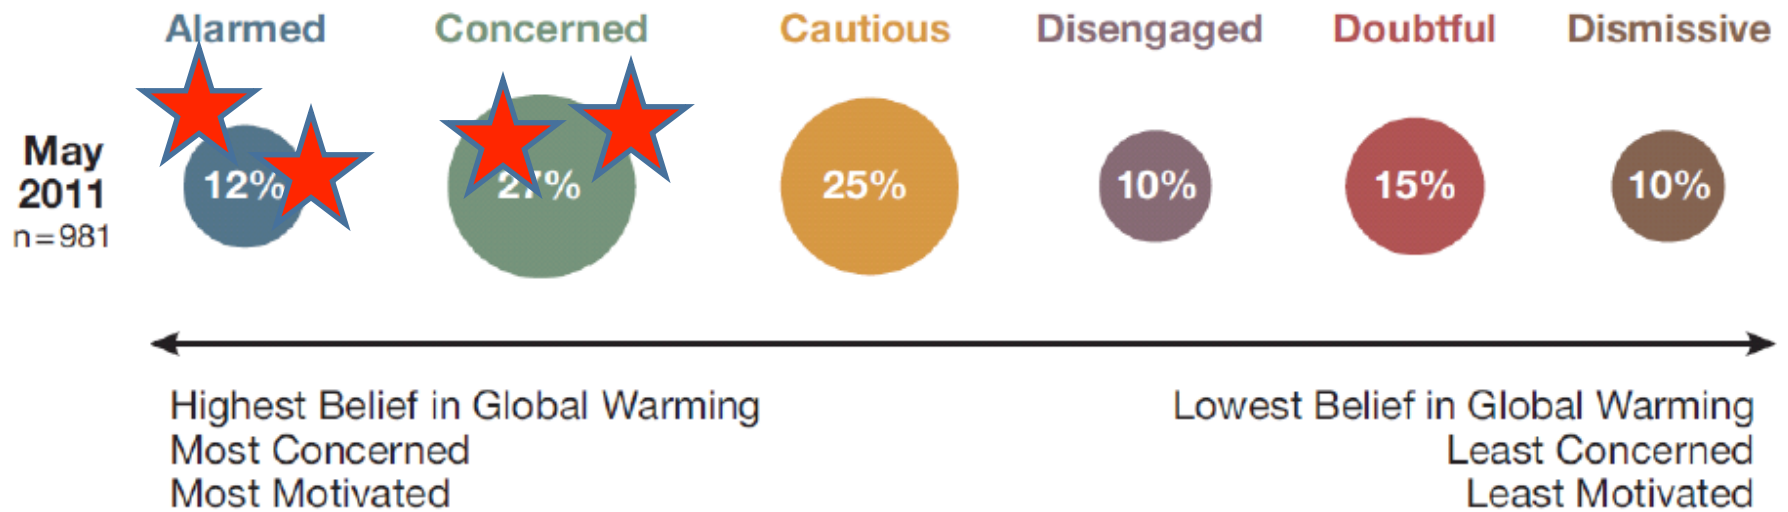 Alarmed Concerned Cautious Disengaged Doubtful Dismissive
May
2011
n=981
12% 27% 25% 10% 15% 10%
Highest Belief in Global Warming
Most Concerned
Most Motivated
Lowest Belief in Global Warming
Least Concerned
Least Motivated